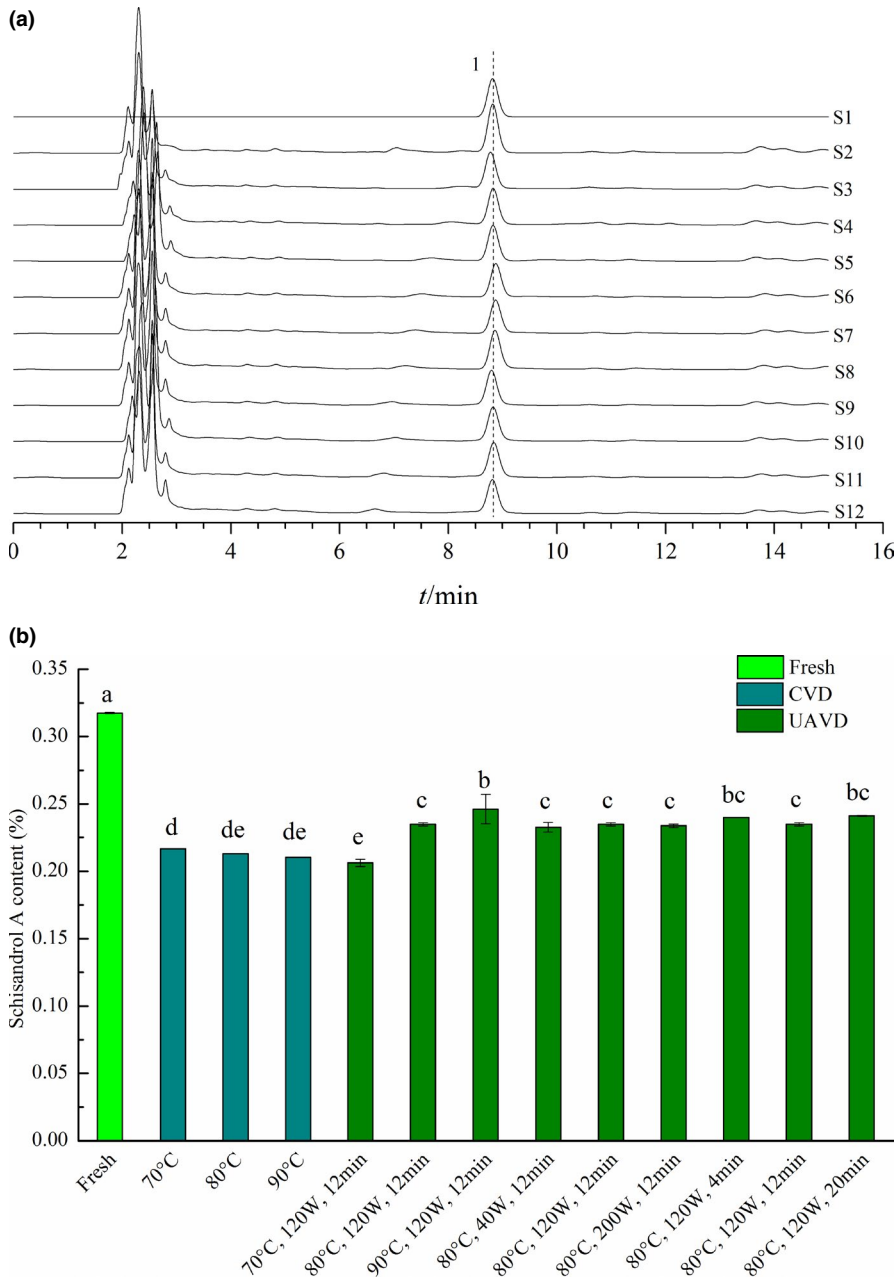 (a)
1
S1
S2
S3
S4
S5
S6
S7
S8
S9
S10
S11
S12
0 2 4 6 8 10 12 14 16
t/min
(b)
0.35
0.30
0.25
0.20
0.15
0.10
0.05
0.00
Schisandrol A content (%)
Fresh
CVD
UAVD
a
d
de
de
e
c
b
c
c
c
bc
c
bc
Fresh
70°C
80°C
90°C
70°C, 120W, 12min
80°C, 120W, 12min
90°C, 120W, 12min
80°C, 40W, 12min
80°C, 120W, 12min
80°C, 200W, 12min
80°C, 120W, 4min
80°C, 120W, 12min
80°C, 120W, 20min